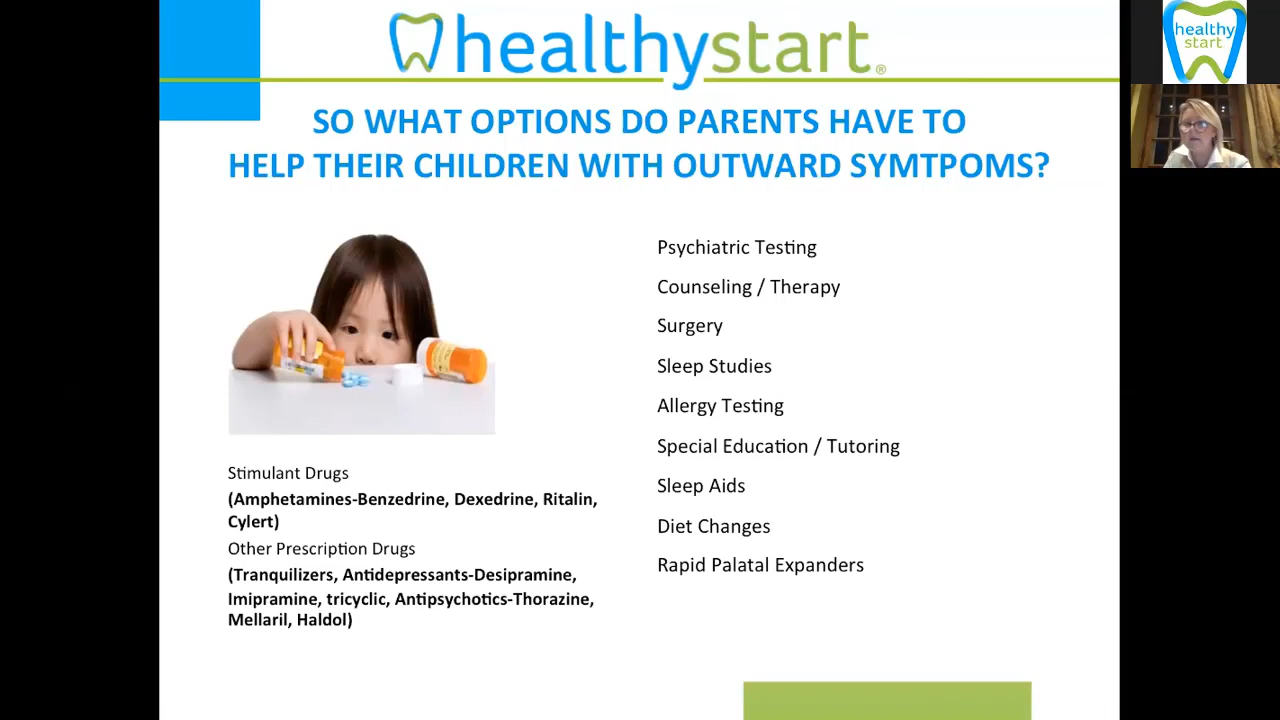 healthystart®
SO WHAT OPTIONS DO PARENTS HAVE TO
HELP THEIR CHILDREN WITH OUTWARD SYMTPOMS?
Stimulant Drugs
(Amphetamines-Benzedrine, Dexedrine, Ritalin,
Cylert)
Other Prescription Drugs
(Tranquilizers, Antidepressants-Desipramine,
Imipramine, tricyclic, Antipsychotics-Thorazine,
Mellaril, Haldol)
Psychiatric Testing
Counseling / Therapy
Surgery
Sleep Studies
Allergy Testing
Special Education / Tutoring
Sleep Aids
Diet Changes
Rapid Palatal Expanders
healthy
start